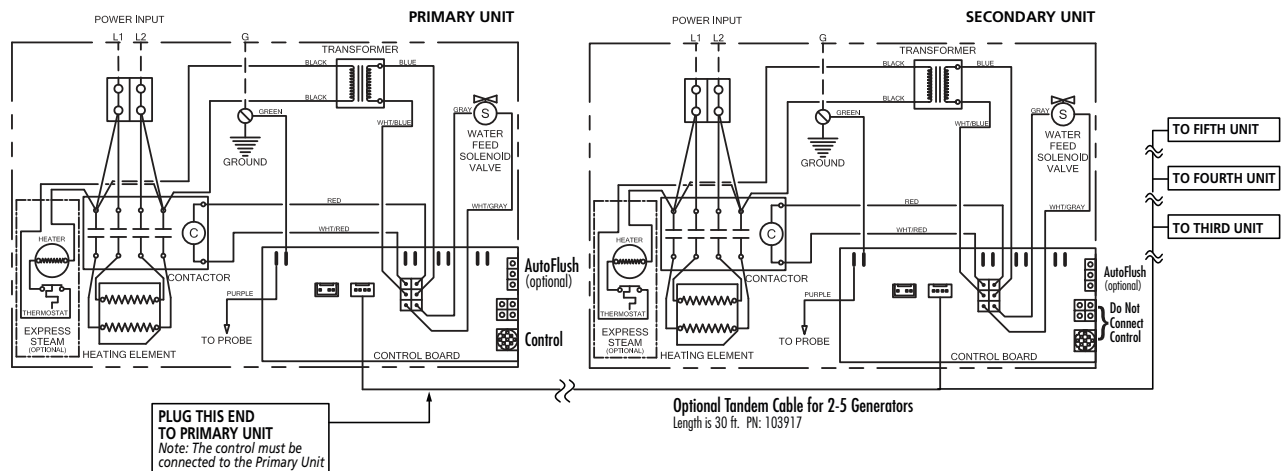 PRIMARY UNIT
POWER INPUT
L1 L2
G
TRANSFORMER
BLACK
BLUE
BLACK
GREEN
GROUND
WHT/BLUE
GRAY
S
WATER
FEED
SOLENOID
VALVE
WHT/GRAY
RED
WHT/RED
C
CONTACTOR
HEATER
THERMOSTAT
EXPRESS
STEAM
(OPTIONAL)
HEATING ELEMENT
PURPLE
TO PROBE
CONTROL BOARD
AutoFlush
(optional)
Control
SECONDARY UNIT
L1 L2
POWER INPUT
G
TRANSFORMER
BLACK
BLUE
BLACK
GREEN
GROUND
WHT/BLUE
GRAY
S
WATER
FEED
SOLENOID
VALVE
WHT/GRAY
RED
WHT/RED
C
CONTACTOR
HEATER
THERMOSTAT
EXPRESS
STEAM
(OPTIONAL)
HEATING ELEMENT
PURPLE
TO PROBE
CONTROL BOARD
AutoFlush
(optional)
Do Not
Connect
Control
TO FIFTH UNIT
TO FOURTH UNIT
TO THIRD UNIT
PLUG THIS END
TO PRIMARY UNIT
Note: The control must be
connected to the Primary Unit
Optional Tandem Cable for 2-5 Generators
Length is 30 ft. PN: 103917